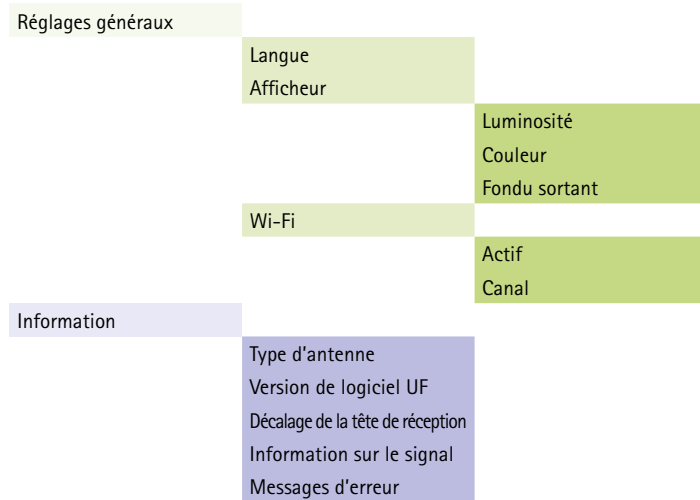 Réglages généraux
Langue
Afficheur
Luminosité
Couleur
Fondu sortant
Wi-Fi
Actif
Canal
Information
Type d'antenne
Version de logiciel UF
Décalage de la tête de réception
Information sur le signal
Messages d'erreur